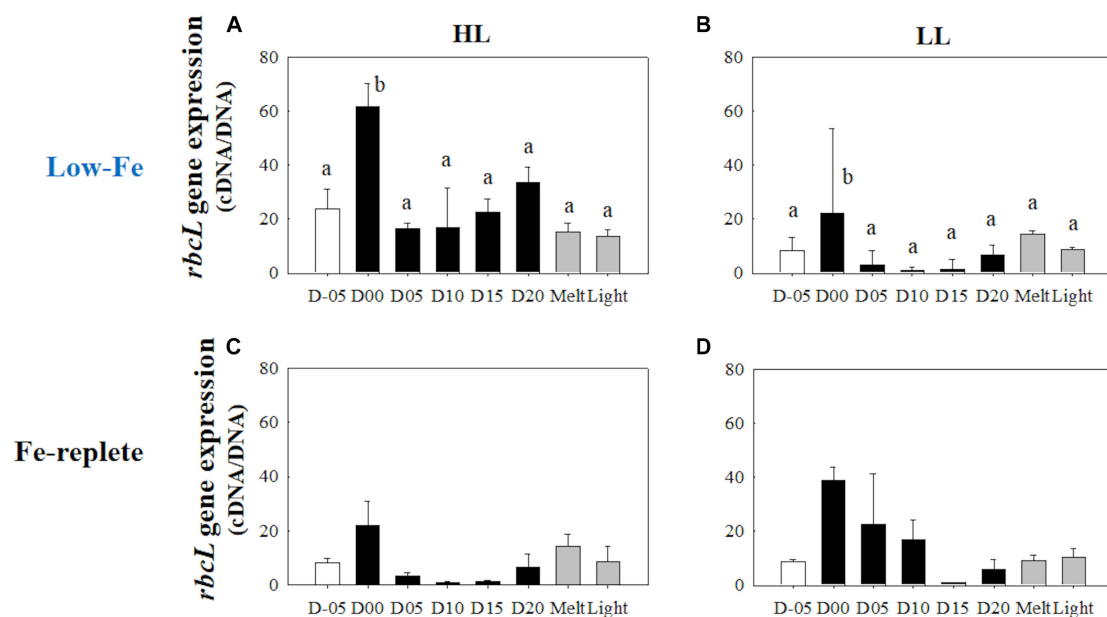 A
HL
B
LL
Low-Fe
rbcL gene expression
(cDNA/DNA)
80
60
40
20
0
a
b
a
a
a
a
a
a
D-05 D00 D05 D10 D15 D20 Melt Light
80
60
40
20
0
a
b
a
a
a
a
a
a
D-05 D00 D05 D10 D15 D20 Melt Light
C
D
Fe-replete
rbcL gene expression
(cDNA/DNA)
80
60
40
20
0
D-05 D00 D05 D10 D15 D20 Melt Light
80
60
40
20
0
D-05 D00 D05 D10 D15 D20 Melt Light